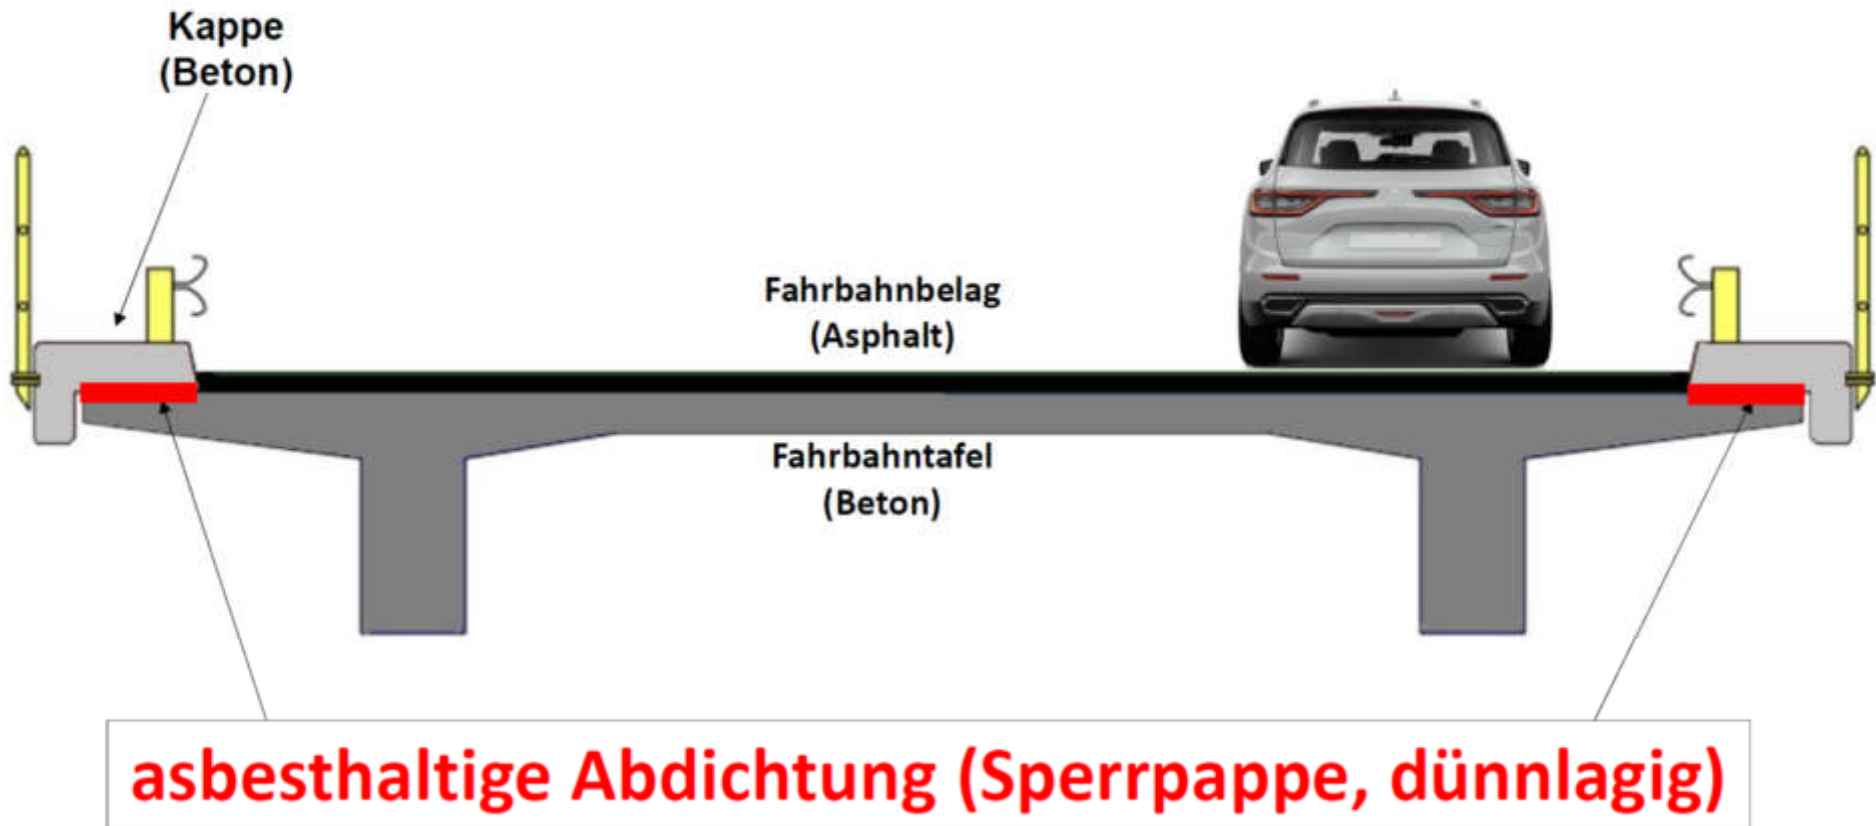 Kappe
(Beton)
Fahrbahnbelag
(Asphalt)
Fahrbahntafel
(Beton)
asbesthaltige Abdichtung (Sperrpappe, dünnlagig)